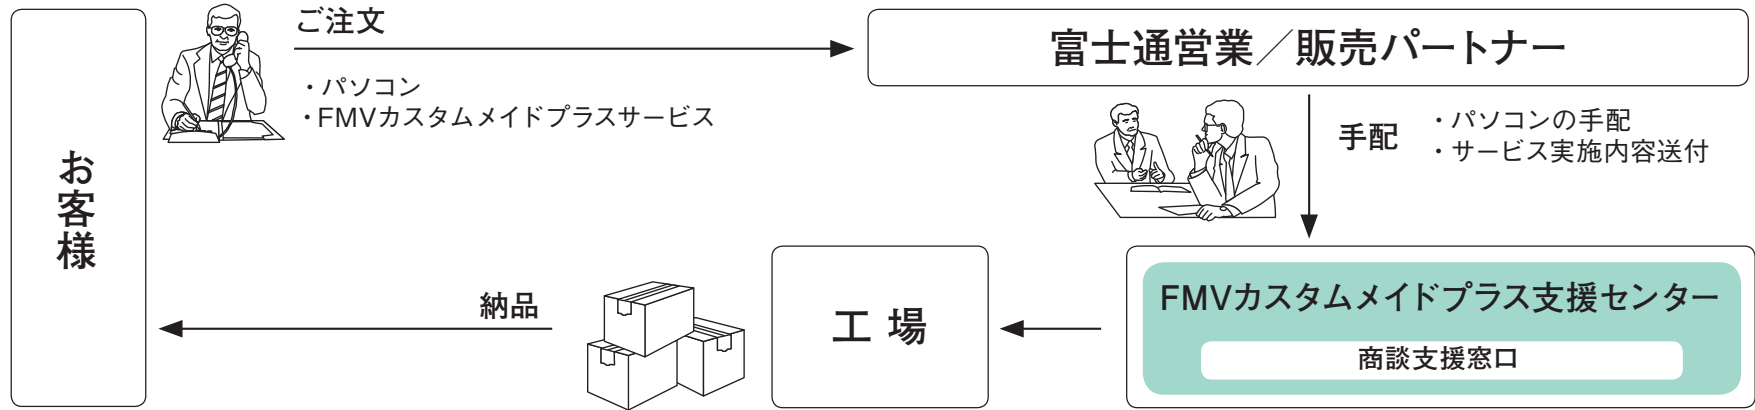 お客様
ご注文
・パソコン
・FMVカスタムメイドプラスサービス
富士通営業／販売パートナー
手配
・パソコンの手配
・サービス実施内容送付
FMVカスタムメイドプラス支援センター
商談支援窓口
工 場
納品